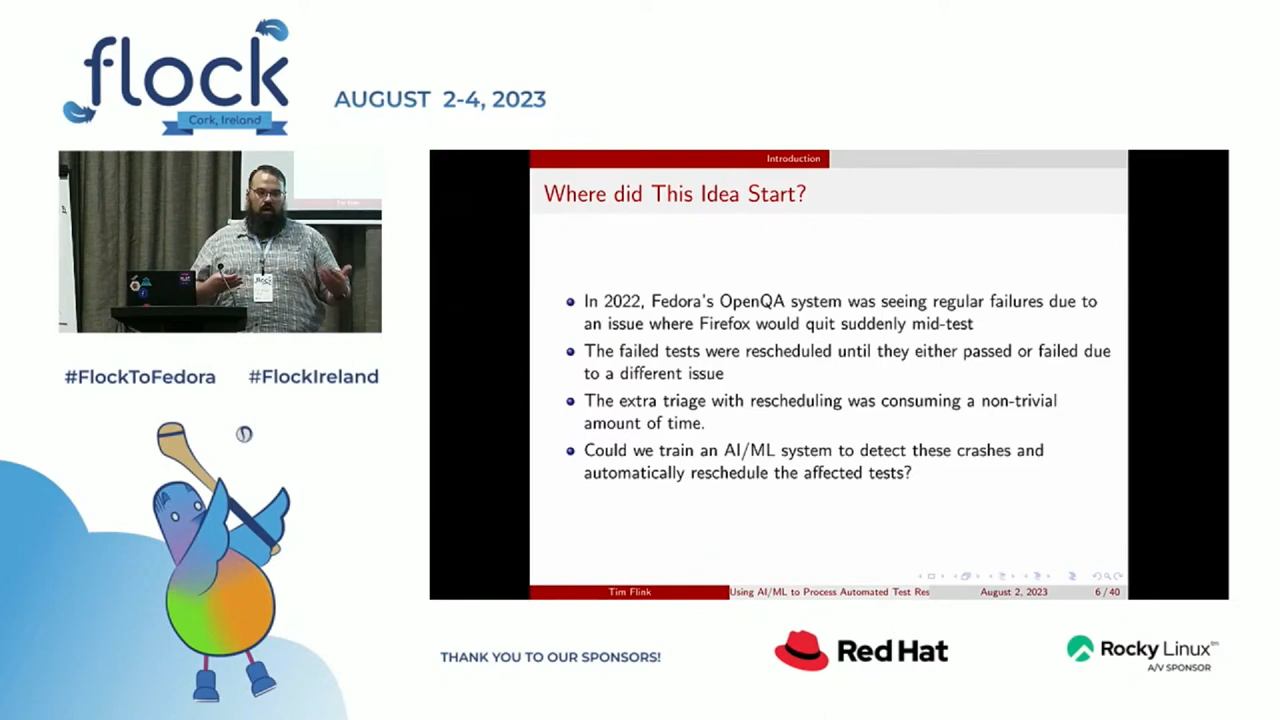 flock
Cork, Ireland
AUGUST 2-4, 2023
flock
#FlockToFedora #FlockIreland
Introduction
Where did This Idea Start?
In 2022, Fedora's OpenQA system was seeing regular failures due to
an issue where Firefox would quit suddenly mid-test
The failed tests were rescheduled until they either passed or failed due
to a different issue
The extra triage with rescheduling was consuming a non-trivial
amount of time.
Could we train an AI/ML system to detect these crashes and
automatically reschedule the affected tests?
Tim Flink Using AI/ML to Process Automated Test Res August 2, 2023 6 / 40
THANK YOU TO OUR SPONSORS!
Red Hat
Rocky Linux™
A/V SPONSOR